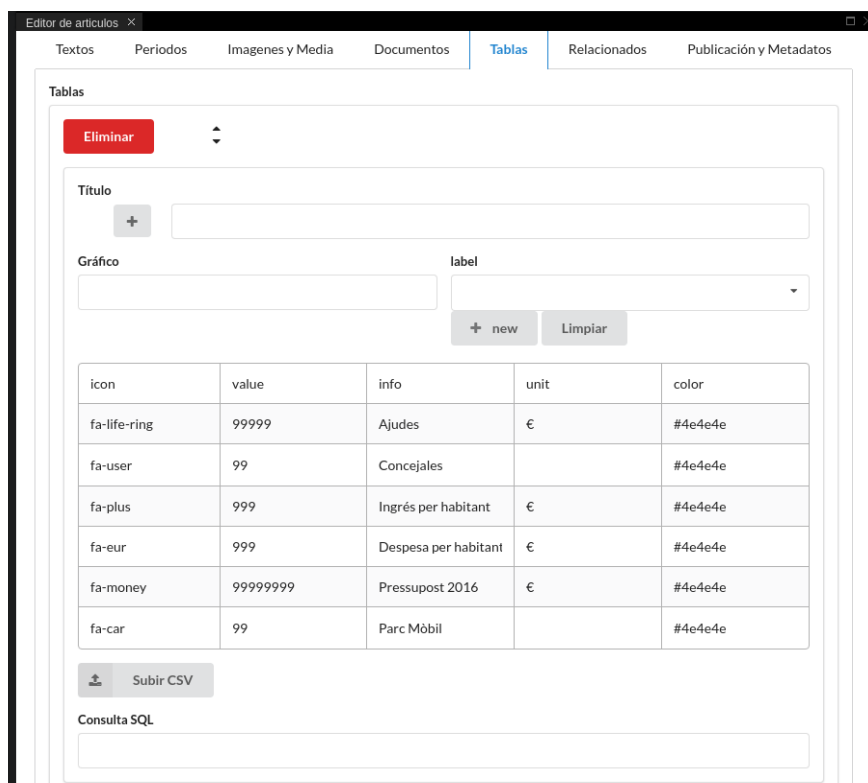 Editor de articulos ×
Textos Periodos Imagenes y Media Documentos Tablas Relacionados Publicación y Metadatos
Tablas
Eliminar
Título
+
Gráfico label
+ new Limpiar
icon value info unit color
fa-life-ring 99999 Ajudes € #4e4e4e
fa-user 99 Concejales #4e4e4e
fa-plus 999 Ingrés per habitant € #4e4e4e
fa-eur 999 Despesa per habitant € #4e4e4e
fa-money 99999999 Pressupost 2016 € #4e4e4e
fa-car 99 Parc Mòbil #4e4e4e
Subir CSV
Consulta SQL